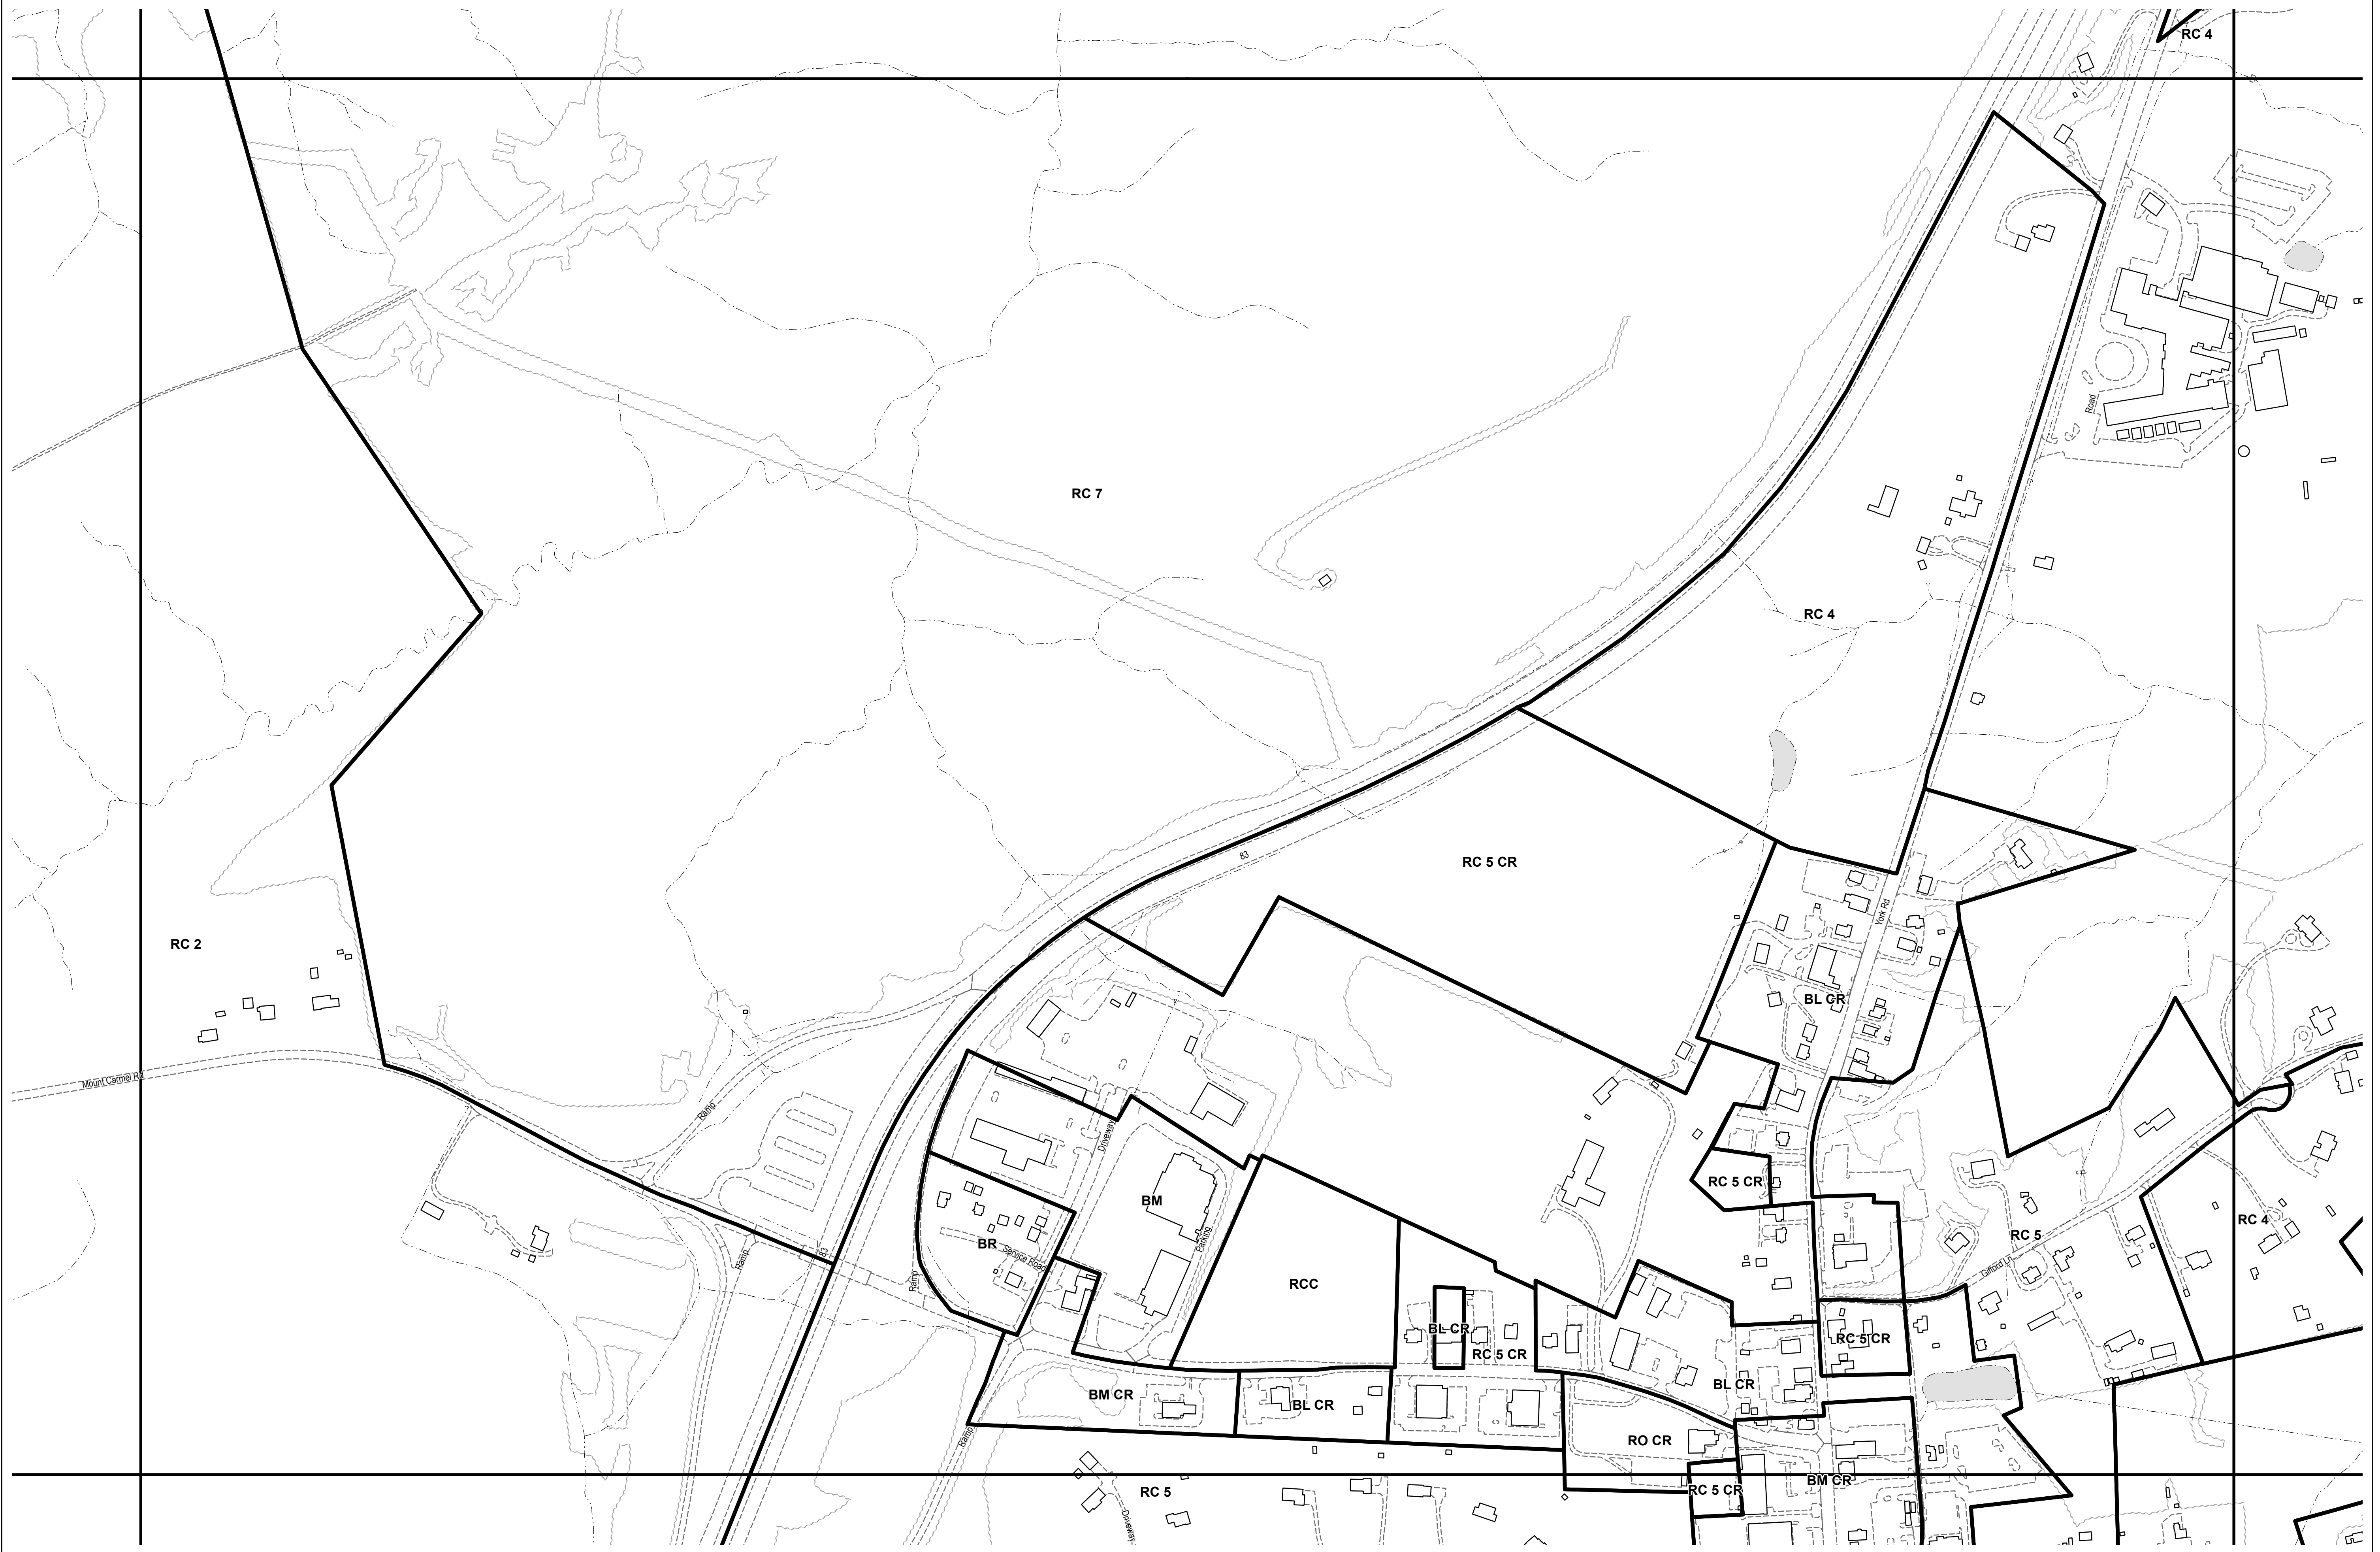 RC 4
Road
RC 7
RC 4
83
RC 5 CR
York Rd
RC 2
BL CR
Mount Carmel Rd
Ramp
Driveway
RC 5 CR
BM
RC 4
BR
Service Road
Parking
RC 5
83
Ramp
Ramp
Gifford Ln
RCC
BL CR
RC 5 CR
RC 5 CR
BL CR
BM CR
BL CR
Ramp
RO CR
BM CR
RC 5
RC 5 CR
Driveway